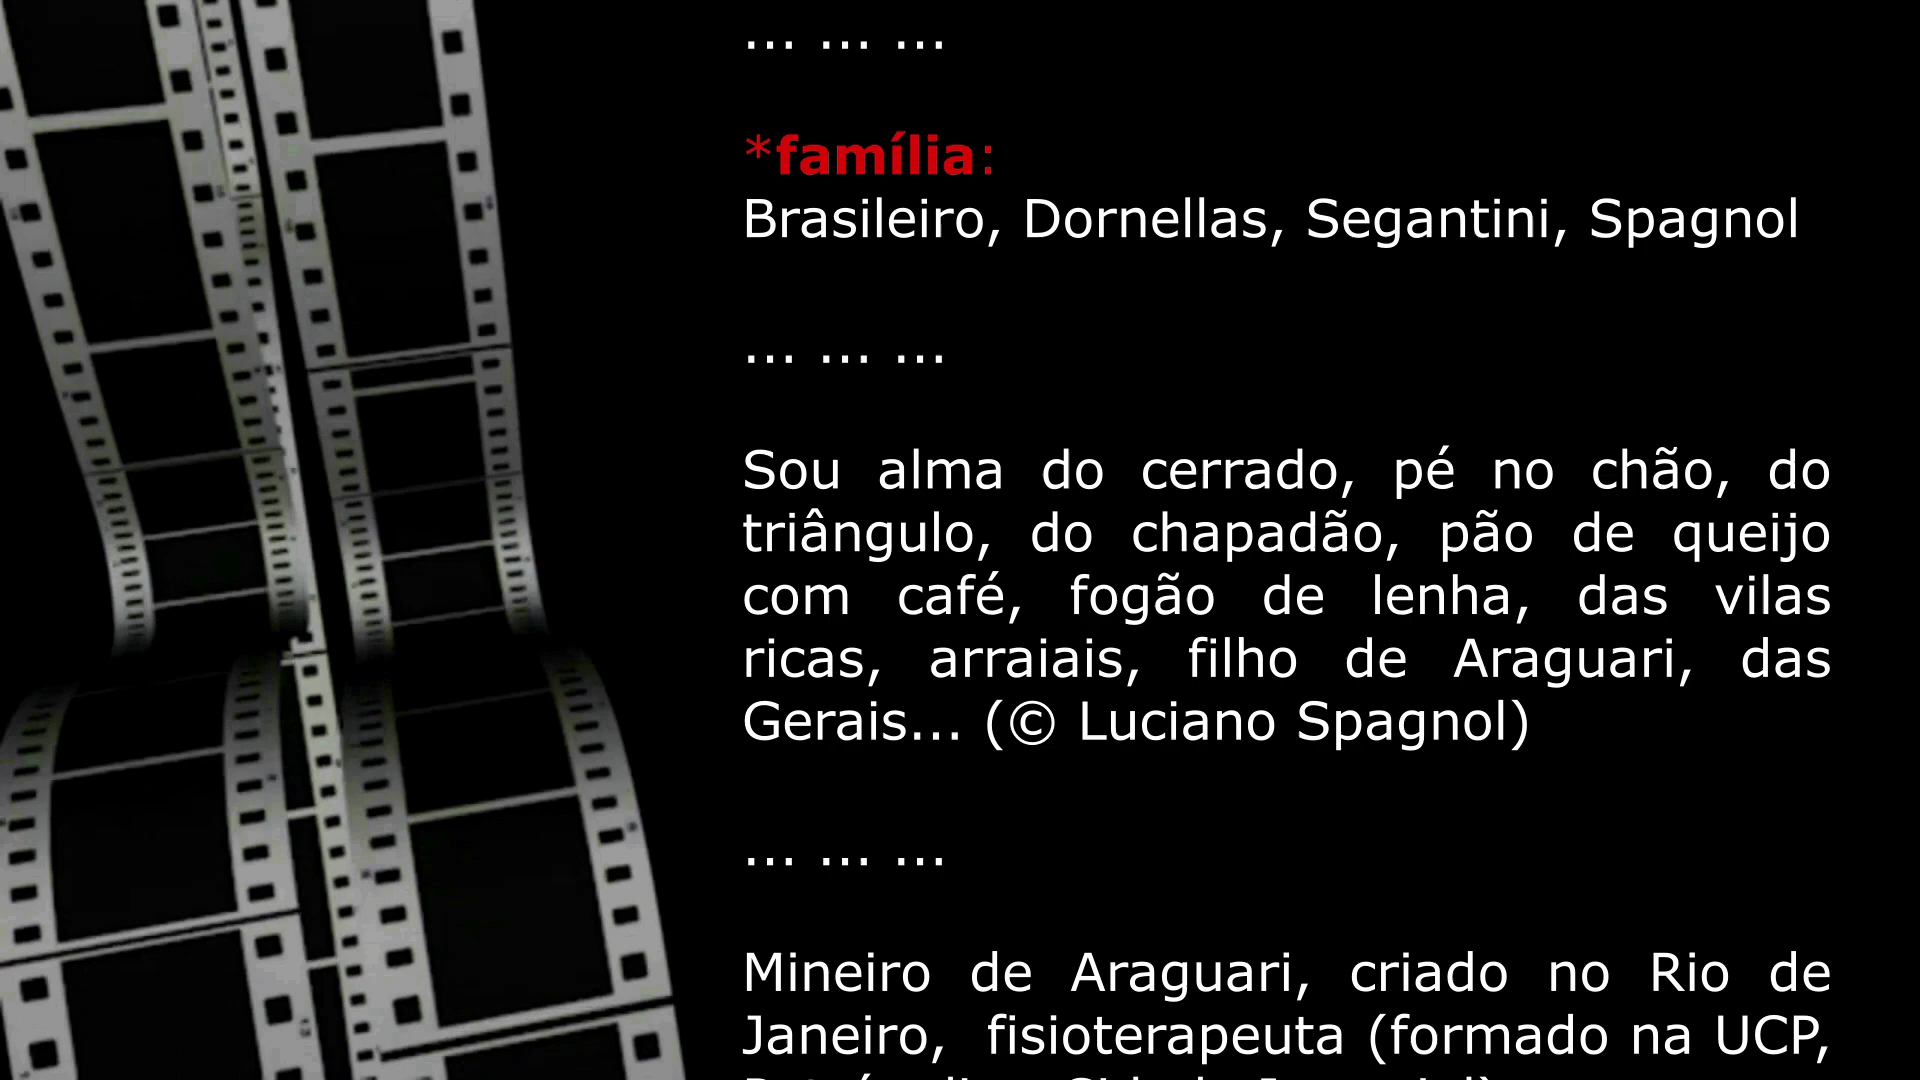 ... ... ...
*família:
Brasileiro, Dornellas, Segantini, Spagnol
... ... ...
Sou alma do cerrado, pé no chão, do
triângulo, do chapadão, pão de queijo
com café, fogão de lenha, das vilas
ricas, arraiais, filho de Araguari, das
Gerais... (© Luciano Spagnol)
... ... ...
Mineiro de Araguari, criado no Rio de
Janeiro, fisioterapeuta (formado na UCP,